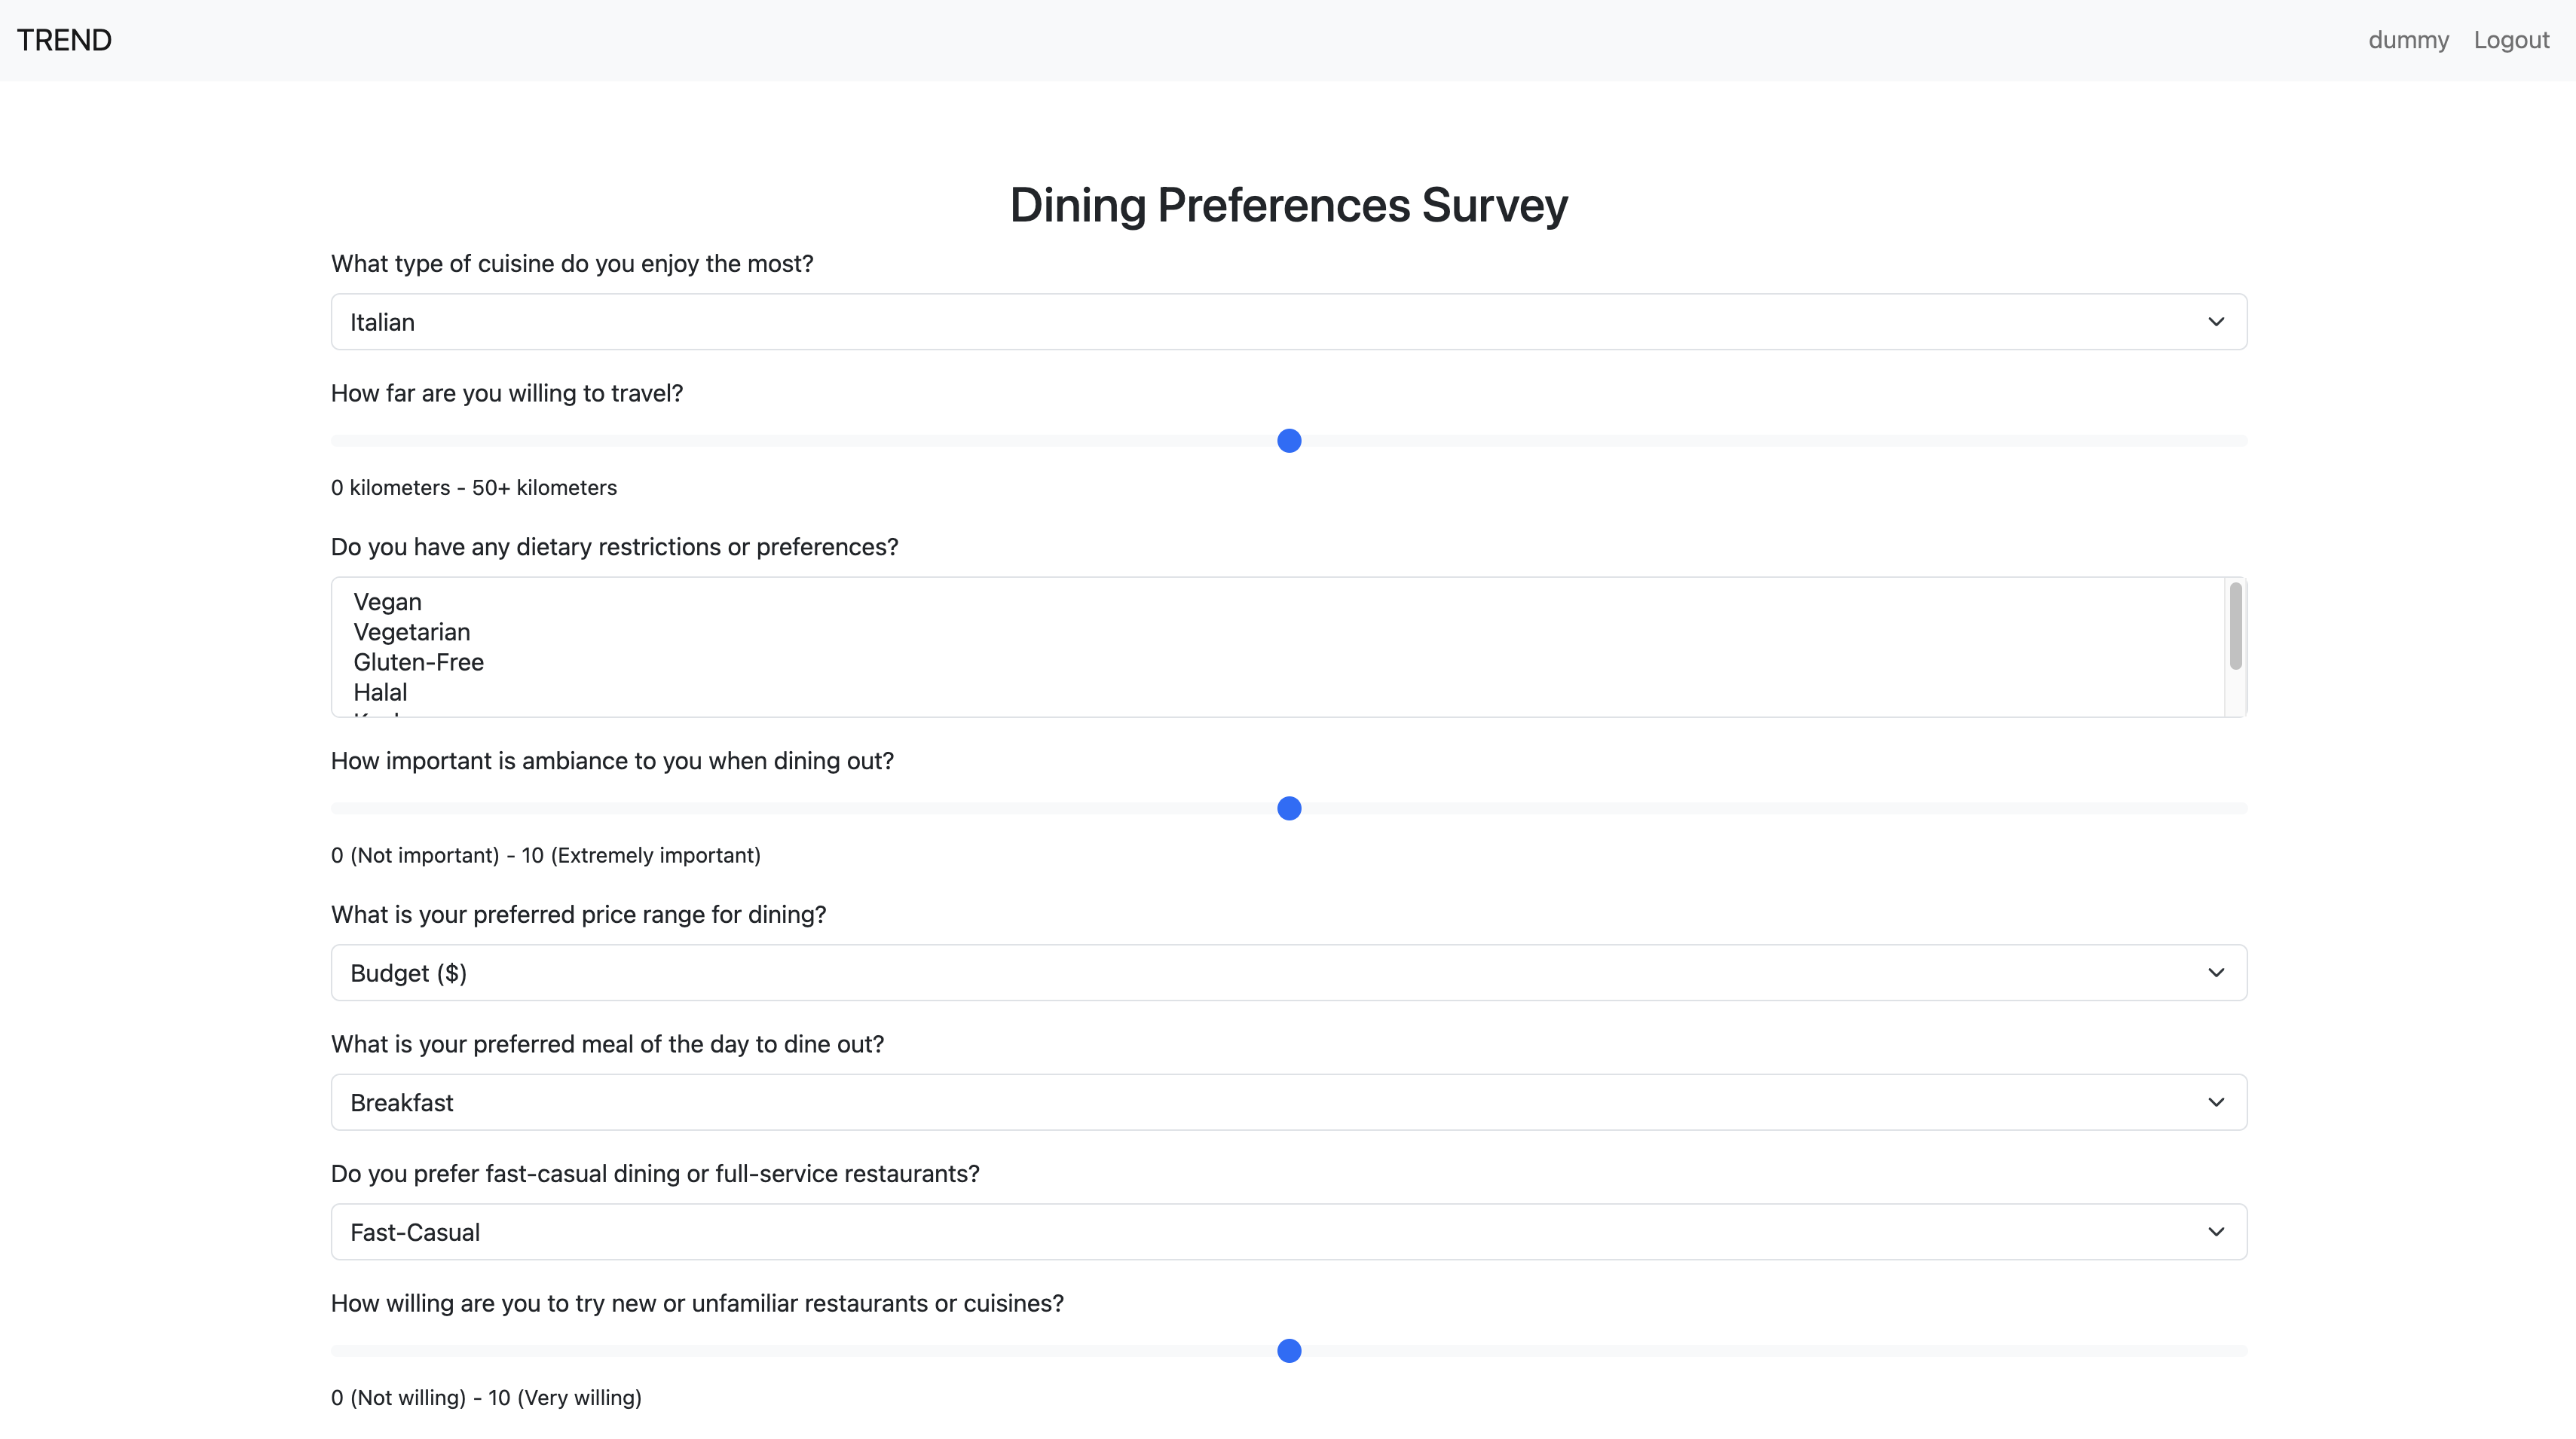 TREND
dummy Logout
Dining Preferences Survey
What type of cuisine do you enjoy the most?
Italian
How far are you willing to travel?
0 kilometers - 50+ kilometers
Do you have any dietary restrictions or preferences?
Vegan
Vegetarian
Gluten-Free
Halal
How important is ambiance to you when dining out?
0 (Not important) - 10 (Extremely important)
What is your preferred price range for dining?
Budget ($)
What is your preferred meal of the day to dine out?
Breakfast
Do you prefer fast-casual dining or full-service restaurants?
Fast-Casual
How willing are you to try new or unfamiliar restaurants or cuisines?
0 (Not willing) - 10 (Very willing)